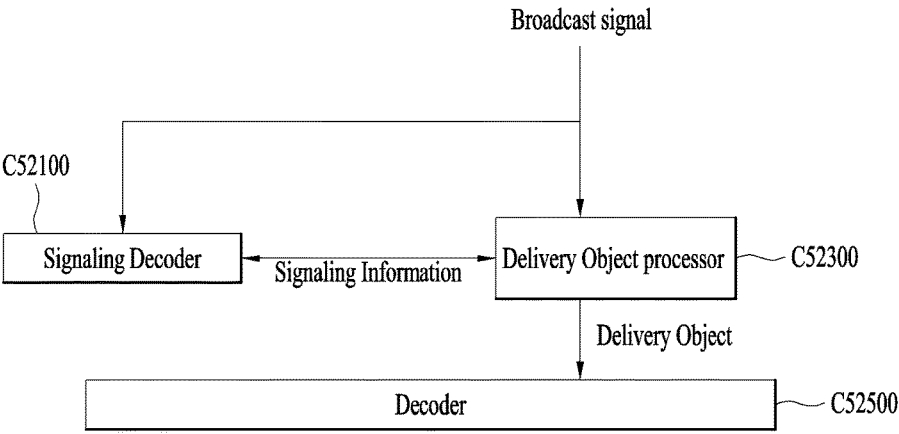 Broadcast signal
C52100
Signaling Decoder
Signaling Information
Delivery Object processor
C52300
Delivery Object
Decoder
C52500